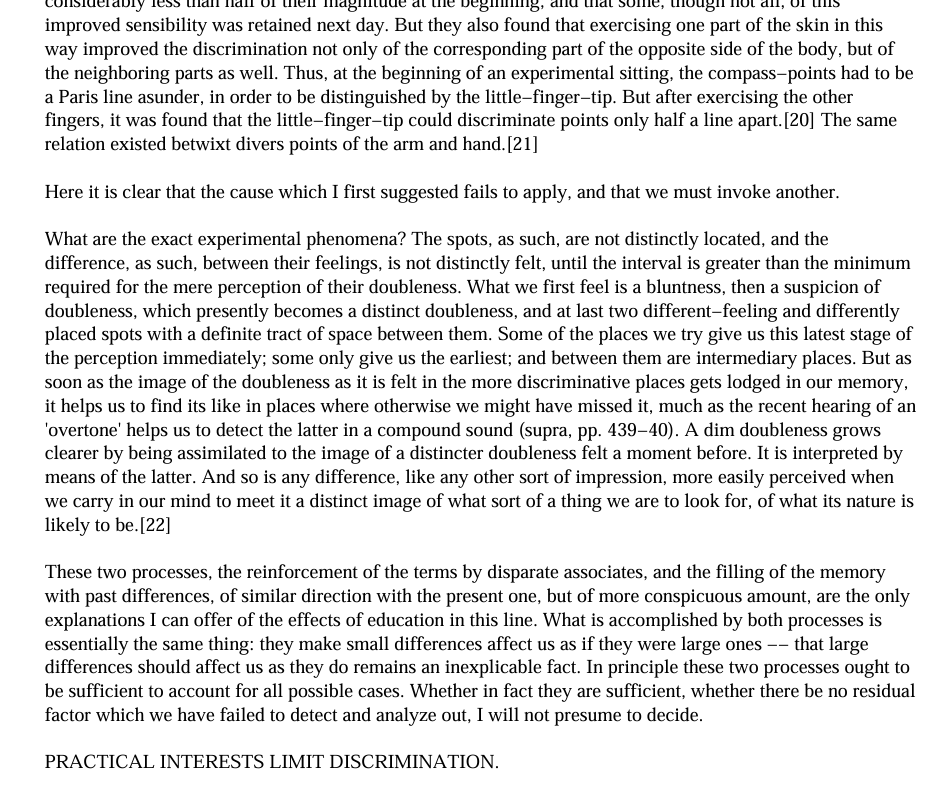 considerably less than half of their magnitude at the beginning, and that some, though not all, of this
improved sensibility was retained next day. But they also found that exercising one part of the skin in this
way improved the discrimination not only of the corresponding part of the opposite side of the body, but of
the neighboring parts as well. Thus, at the beginning of an experimental sitting, the compass−points had to be
a Paris line asunder, in order to be distinguished by the little−finger−tip. But after exercising the other
fingers, it was found that the little−finger−tip could discriminate points only half a line apart.[20] The same
relation existed betwixt divers points of the arm and hand.[21]

Here it is clear that the cause which I first suggested fails to apply, and that we must invoke another.

What are the exact experimental phenomena? The spots, as such, are not distinctly located, and the
difference, as such, between their feelings, is not distinctly felt, until the interval is greater than the minimum
required for the mere perception of their doubleness. What we first feel is a bluntness, then a suspicion of
doubleness, which presently becomes a distinct doubleness, and at last two different−feeling and differently
placed spots with a definite tract of space between them. Some of the places we try give us this latest stage of
the perception immediately; some only give us the earliest; and between them are intermediary places. But as
soon as the image of the doubleness as it is felt in the more discriminative places gets lodged in our memory,
it helps us to find its like in places where otherwise we might have missed it, much as the recent hearing of an
'overtone' helps us to detect the latter in a compound sound (supra, pp. 439−40). A dim doubleness grows
clearer by being assimilated to the image of a distincter doubleness felt a moment before. It is interpreted by
means of the latter. And so is any difference, like any other sort of impression, more easily perceived when
we carry in our mind to meet it a distinct image of what sort of a thing we are to look for, of what its nature is
likely to be.[22]

These two processes, the reinforcement of the terms by disparate associates, and the filling of the memory
with past differences, of similar direction with the present one, but of more conspicuous amount, are the only
explanations I can offer of the effects of education in this line. What is accomplished by both processes is
essentially the same thing: they make small differences affect us as if they were large ones −− that large
differences should affect us as they do remains an inexplicable fact. In principle these two processes ought to
be sufficient to account for all possible cases. Whether in fact they are sufficient, whether there be no residual
factor which we have failed to detect and analyze out, I will not presume to decide.

PRACTICAL INTERESTS LIMIT DISCRIMINATION.